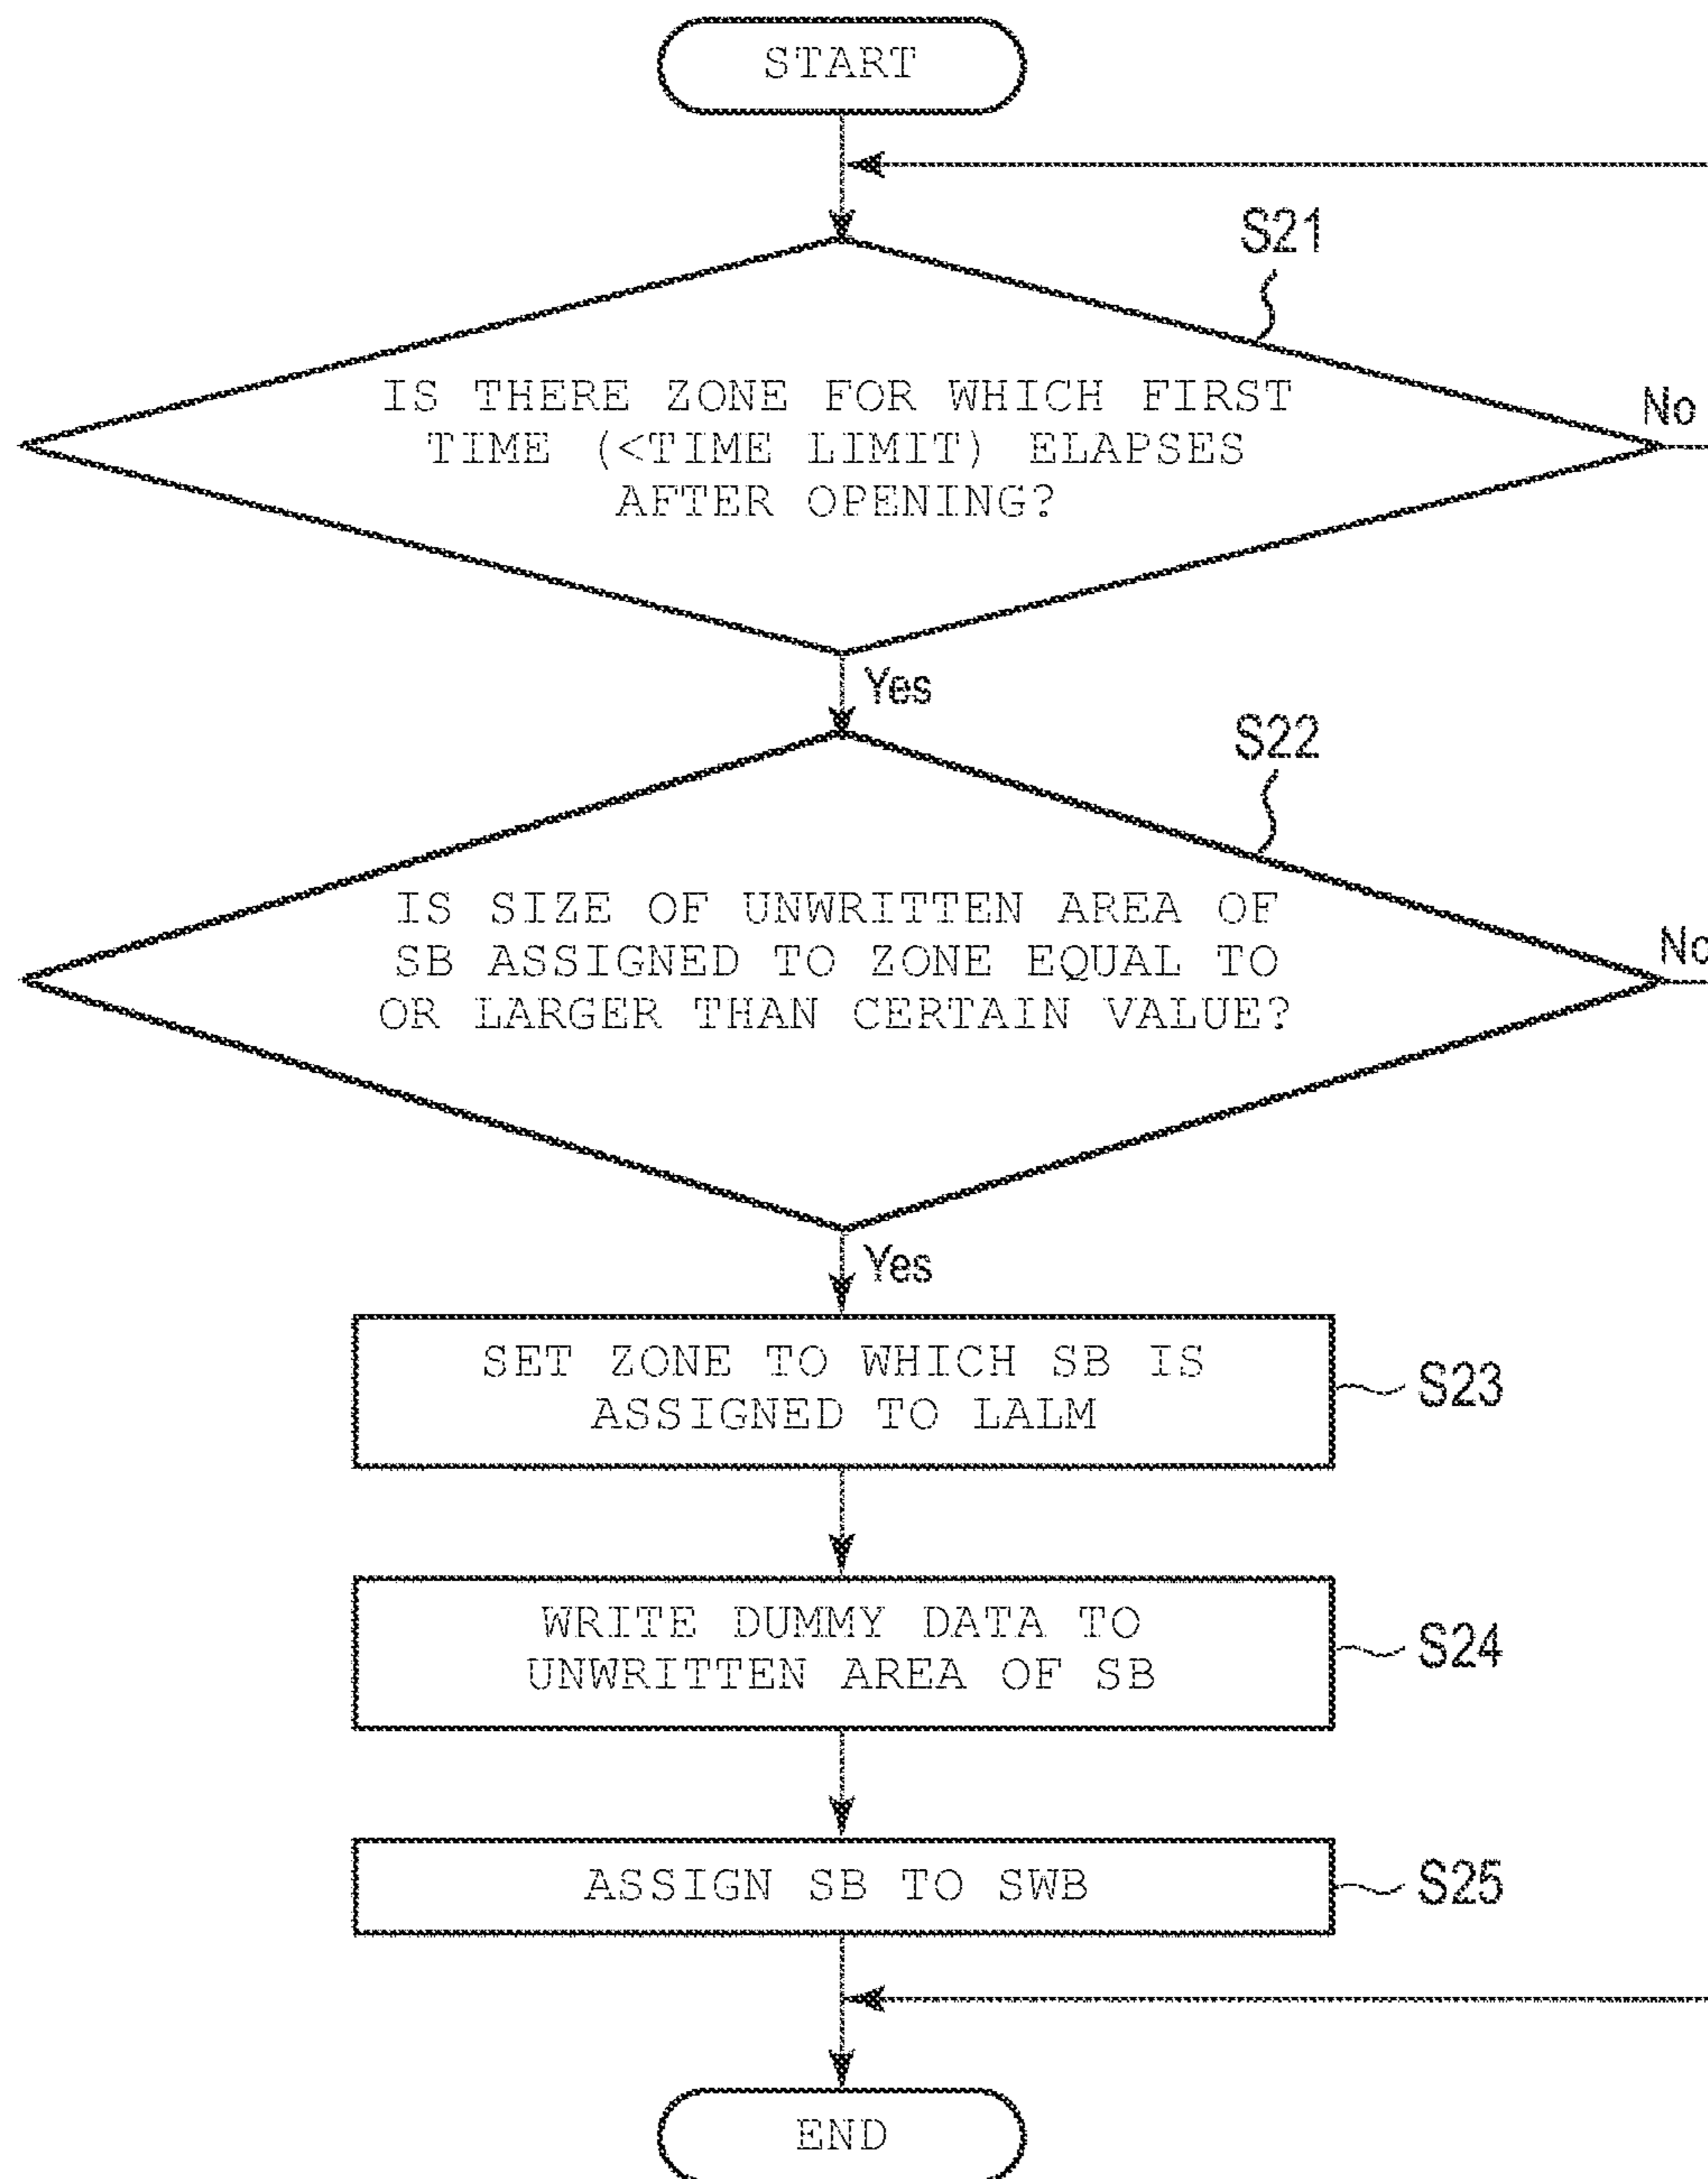 START
S21
IS THERE ZONE FOR WHICH FIRST
TIME (<TIME LIMIT) ELAPSES
AFTER OPENING?
No
Yes
S22
IS SIZE OF UNWRITTEN AREA OF
SB ASSIGNED TO ZONE EQUAL TO
OR LARGER THAN CERTAIN VALUE?
No
Yes
SET ZONE TO WHICH SB IS
ASSIGNED TO LALM
S23
WRITE DUMMY DATA TO
UNWRITTEN AREA OF SB
S24
ASSIGN SB TO SWB
S25
END